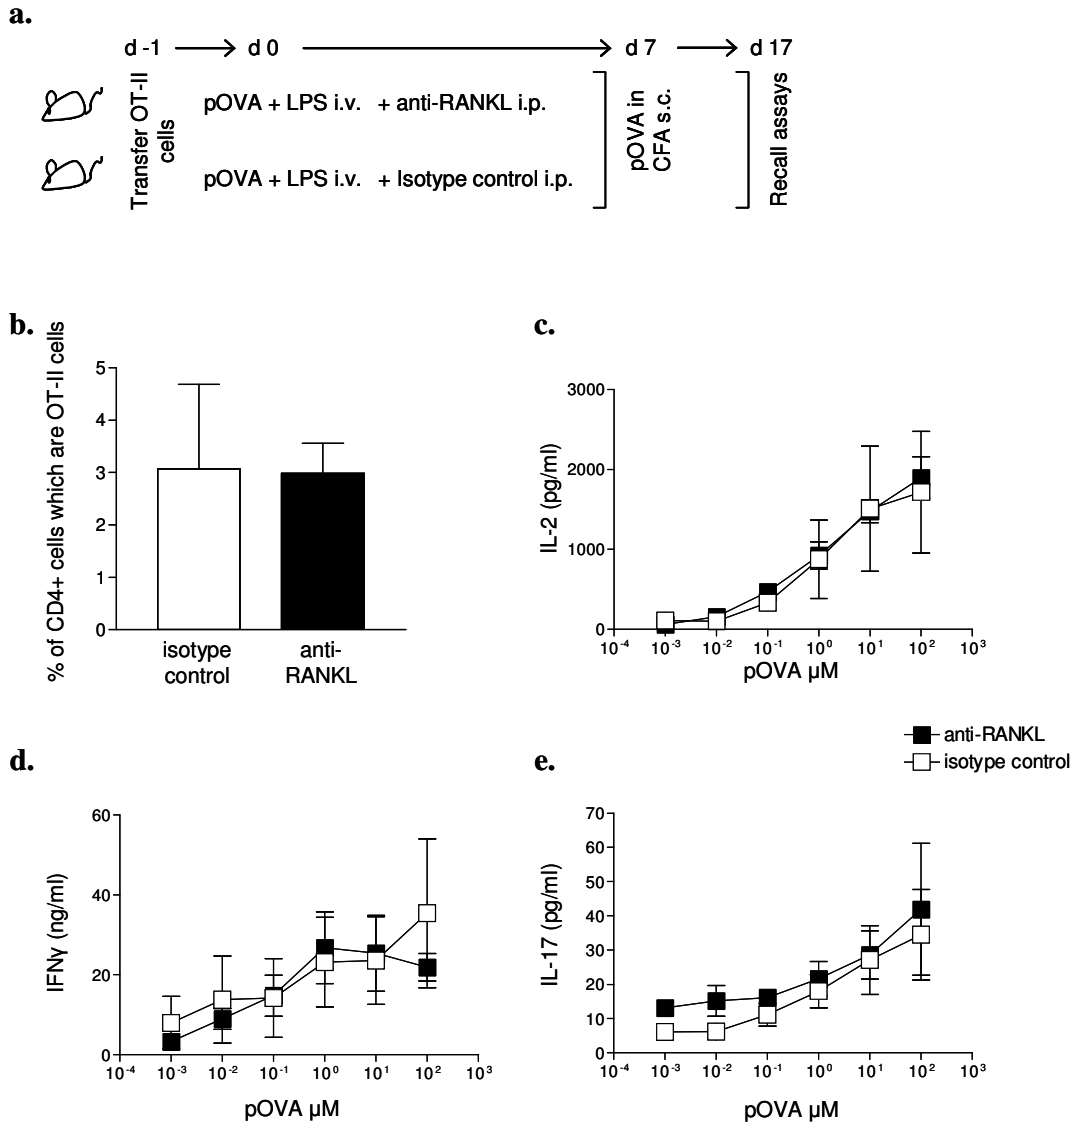 a.
d -1 d 0 d 7 d 17
Transfer OT-II
cells
pOVA + LPS i.v. + anti-RANKL i.p.
pOVA + LPS i.v. + Isotype control i.p.
pOVA in
CFA s.c.
Recall assays
b.
% of CD4+ cells which are OT-II cells
5
4
3
2
1
0
isotype
control
anti-
RANKL
c.
IL-2 (pg/ml)
3000
2000
1000
0
10-4 10-3 10-2 10-1 100 101 102 103
pOVA µM
anti-RANKL
isotype control
d.
IFNγ (ng/ml)
60
40
20
0
10-4 10-3 10-2 10-1 100 101 102 103
pOVA µM
e.
IL-17 (pg/ml)
70
60
50
40
30
20
10
0
10-4 10-3 10-2 10-1 100 101 102 103
pOVA µM